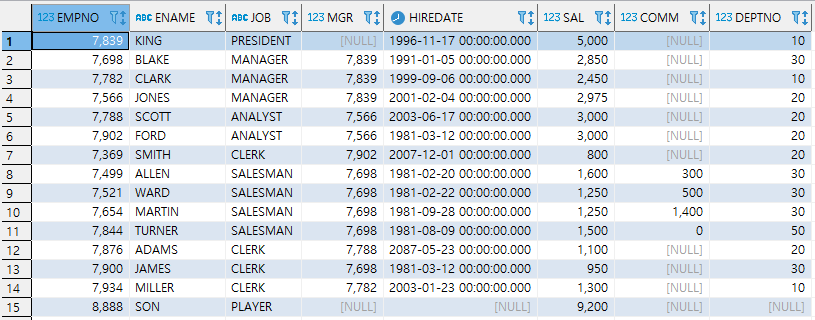 123 EMPNO ABC ENAME ABC JOB 123 MGR HIREDATE 123 SAL 123 COMM 123 DEPTNO
1 7,839 KING PRESIDENT [NULL] 1996-11-17 00:00:00.000 5,000 [NULL] 10
2 7,698 BLAKE MANAGER 7,839 1991-01-05 00:00:00.000 2,850 [NULL] 30
3 7,782 CLARK MANAGER 7,839 1999-09-06 00:00:00.000 2,450 [NULL] 10
4 7,566 JONES MANAGER 7,839 2001-02-04 00:00:00.000 2,975 [NULL] 20
5 7,788 SCOTT ANALYST 7,566 2003-06-17 00:00:00.000 3,000 [NULL] 20
6 7,902 FORD ANALYST 7,566 1981-03-12 00:00:00.000 3,000 [NULL] 20
7 7,369 SMITH CLERK 7,902 2007-12-01 00:00:00.000 800 [NULL] 20
8 7,499 ALLEN SALESMAN 7,698 1981-02-20 00:00:00.000 1,600 300 30
9 7,521 WARD SALESMAN 7,698 1981-02-22 00:00:00.000 1,250 500 30
10 7,654 MARTIN SALESMAN 7,698 1981-09-28 00:00:00.000 1,250 1,400 30
11 7,844 TURNER SALESMAN 7,698 1981-08-09 00:00:00.000 1,500 0 50
12 7,876 ADAMS CLERK 7,788 2087-05-23 00:00:00.000 1,100 [NULL] 20
13 7,900 JAMES CLERK 7,698 1981-03-12 00:00:00.000 950 [NULL] 30
14 7,934 MILLER CLERK 7,782 2003-01-23 00:00:00.000 1,300 [NULL] 10
15 8,888 SON PLAYER [NULL] [NULL] 9,200 [NULL] [NULL]